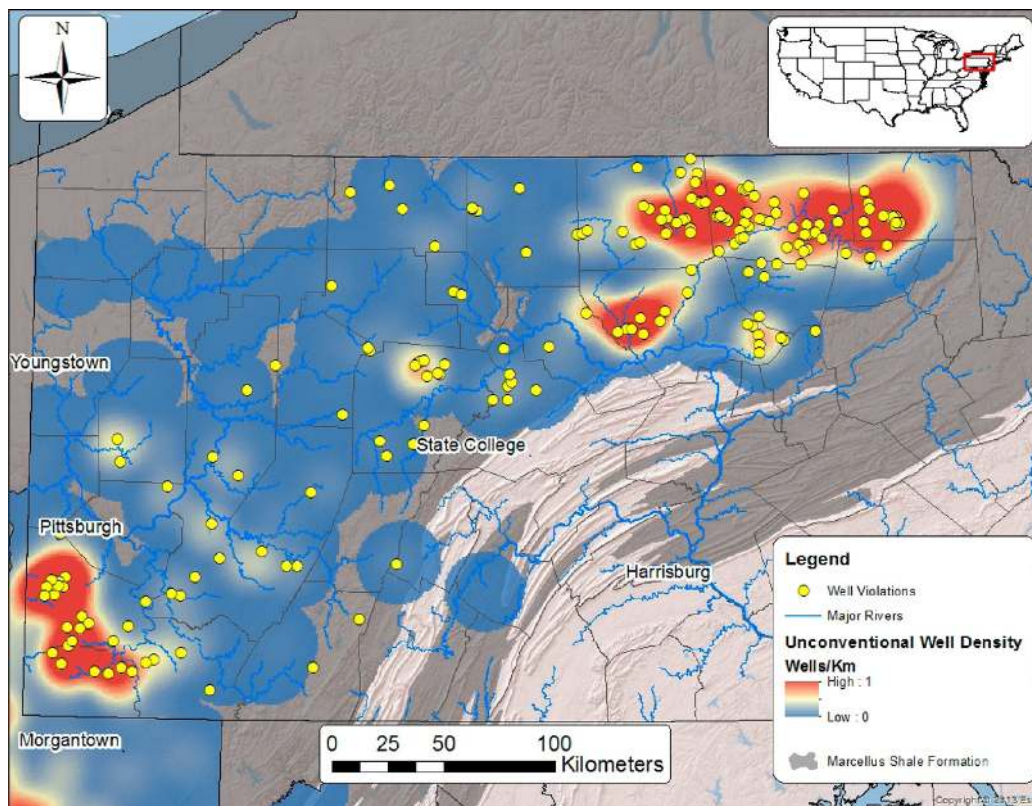 N
Youngstown
State College
Pittsburgh
Harrisburg
Morgantown
0 25 50 100
Kilometers
Legend
Well Violations
Major Rivers
Unconventional Well Density
Wells/Km
High : 1
Low : 0
Marcellus Shale Formation